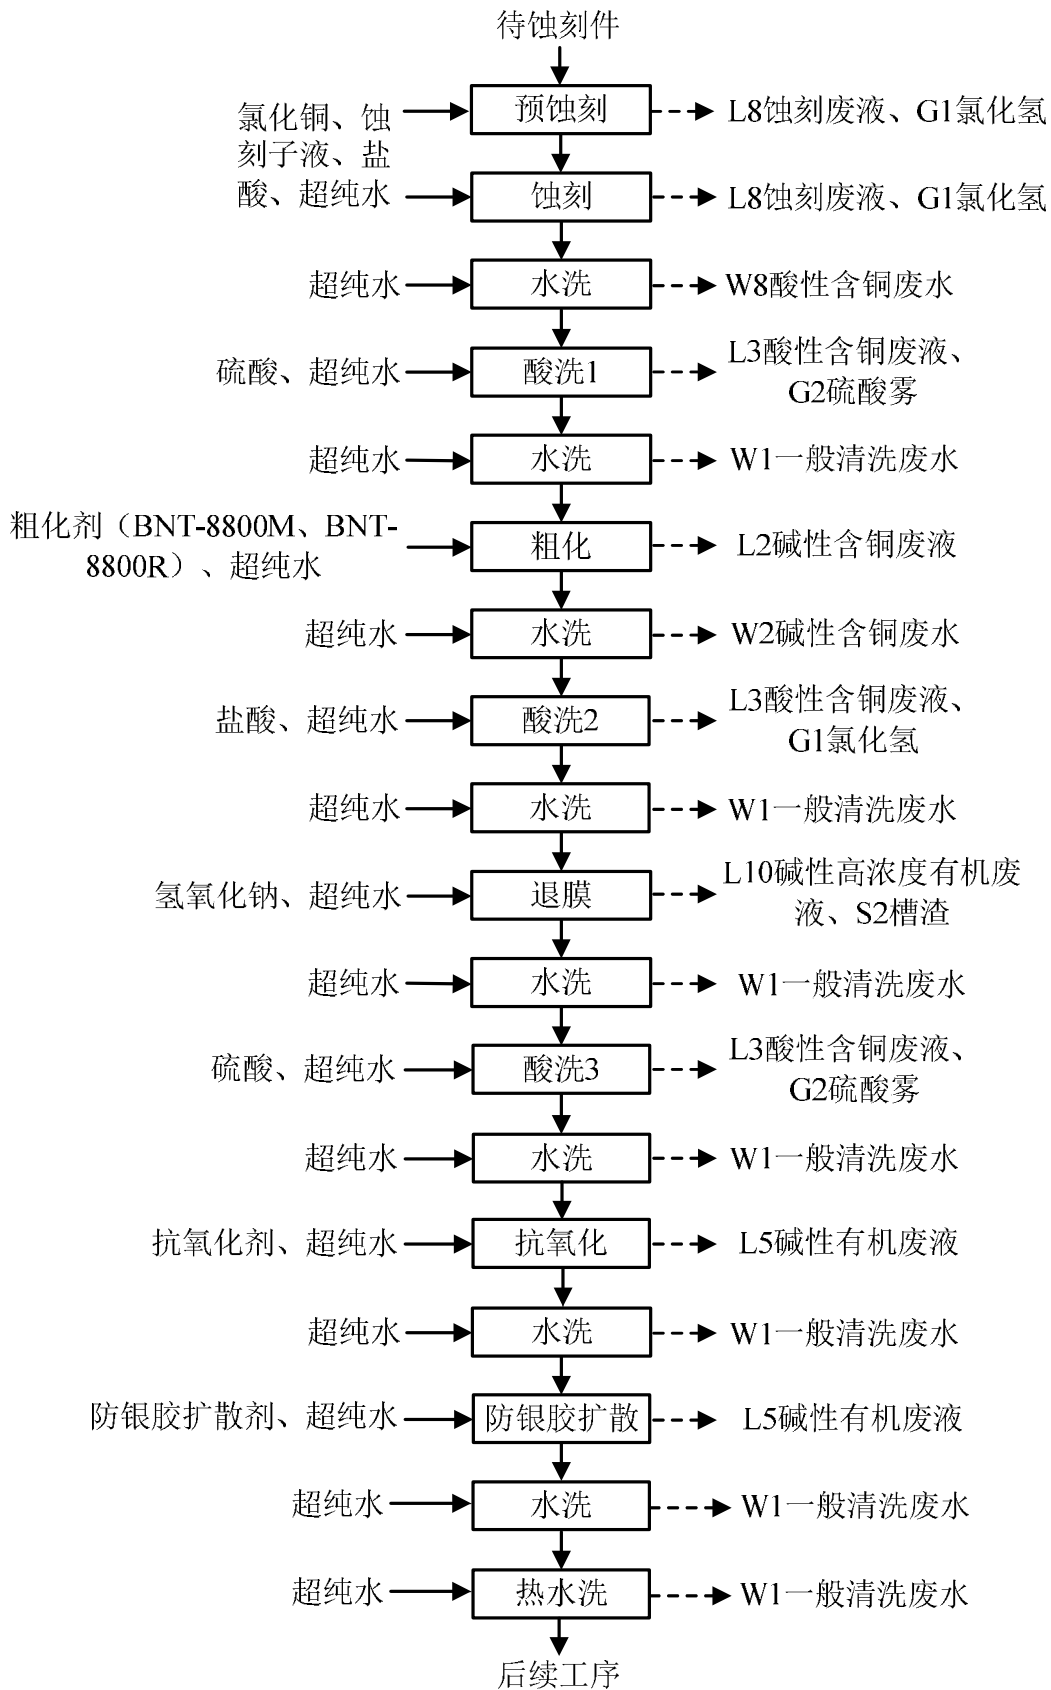 待蚀刻件
氯化铜、蚀
刻子液、盐
酸、超纯水
预蚀刻
L8蚀刻废液、G1氯化氢
蚀刻
L8蚀刻废液、G1氯化氢
超纯水
水洗
W8酸性含铜废水
硫酸、超纯水
酸洗1
L3酸性含铜废液、
G2硫酸雾
超纯水
水洗
W1一般清洗废水
粗化剂（BNT-8800M、BNT-
8800R）、超纯水
粗化
L2碱性含铜废液
超纯水
水洗
W2碱性含铜废水
盐酸、超纯水
酸洗2
L3酸性含铜废液、
G1氯化氢
超纯水
水洗
W1一般清洗废水
氢氧化钠、超纯水
退膜
L10碱性高浓度有机废
液、S2槽渣
超纯水
水洗
W1一般清洗废水
硫酸、超纯水
酸洗3
L3酸性含铜废液、
G2硫酸雾
超纯水
水洗
W1一般清洗废水
抗氧化剂、超纯水
抗氧化
L5碱性有机废液
超纯水
水洗
W1一般清洗废水
防银胶扩散剂、超纯水
防银胶扩散
L5碱性有机废液
超纯水
水洗
W1一般清洗废水
超纯水
热水洗
W1一般清洗废水
后续工序